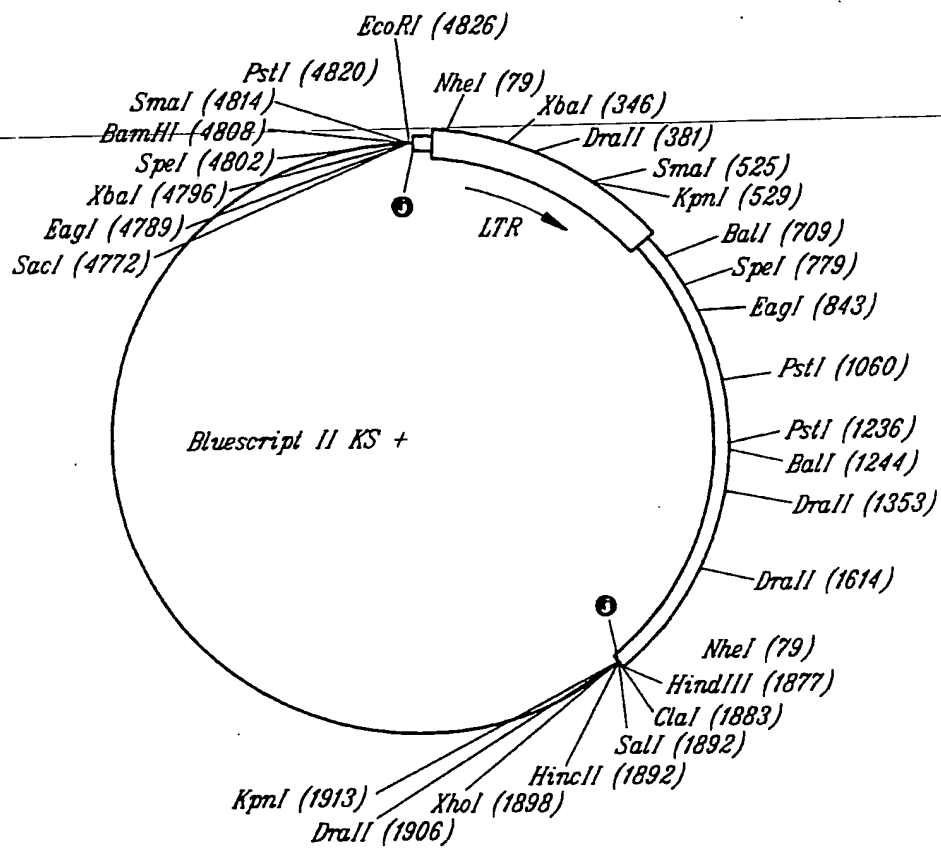 EcoRI (4826)
PstI (4820)
SmaI (4814)
BamHI (4808)
SpeI (4802)
XbaI (4796)
EagI (4789)
SacI (4772)
NheI (79)
XbaI (346)
DraII (381)
SmaI (525)
KpnI (529)
LTR
BalI (709)
SpeI (779)
EagI (843)
PstI (1060)
PstI (1236)
BalI (1244)
DraII (1353)
DraII (1614)
Bluescript II KS +
NheI (79)
HindIII (1877)
ClaI (1883)
SalI (1892)
HincII (1892)
XhoI (1898)
DraII (1906)
KpnI (1913)